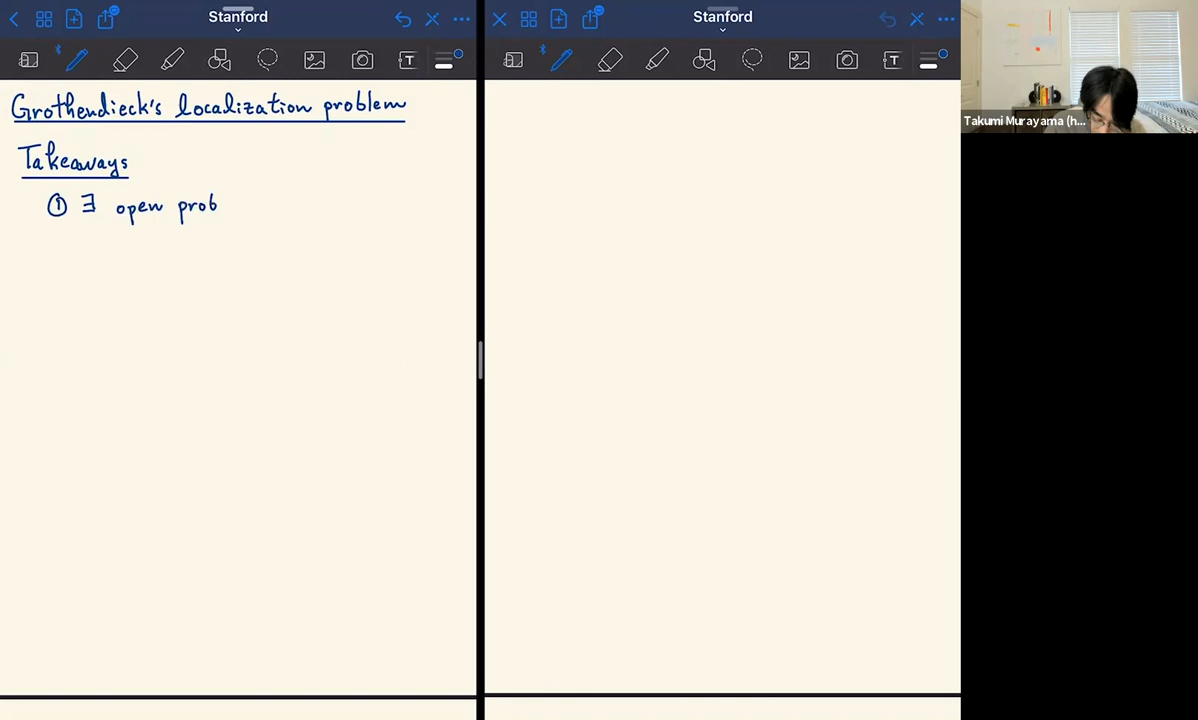 Stanford
Stanford
T
T
Grothendieck's localization problem
Takeaways
① ∃ open prob
Takumi Murayama (h...